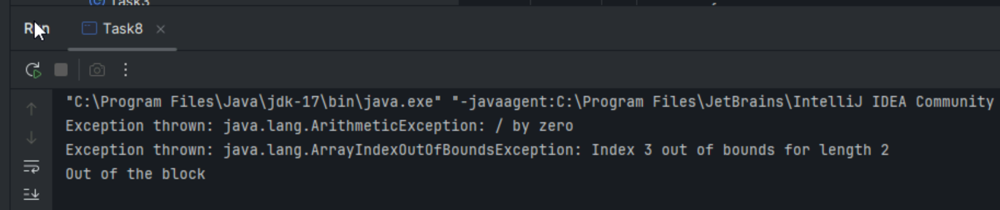 Task3
Run
Task8
"C:\Program Files\Java\jdk-17\bin\java.exe" "-javaagent:C:\Program Files\JetBrains\IntelliJ IDEA Community
Exception thrown: java.lang.ArithmeticException: / by zero
Exception thrown: java.lang.ArrayIndexOutOfBoundsException: Index 3 out of bounds for length 2
Out of the block